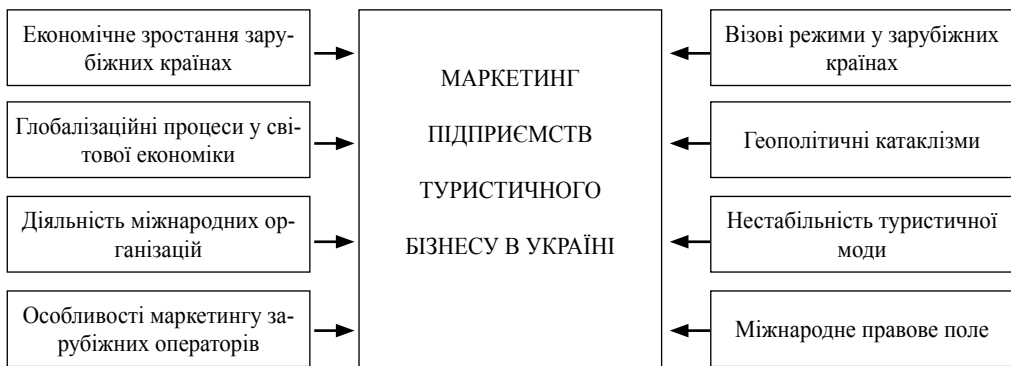 Економічне зростання зару-
біжних країнах
Глобалізаційні процеси у сві-
тової економіки
Діяльність міжнародних ор-
ганізацій
Особливості маркетингу за-
рубіжних операторів
МАРКЕТИНГ
ПІДПРИЄМСТВ
ТУРИСТИЧНОГО
БІЗНЕСУ В УКРАЇНІ
Візові режими у зарубіжних
країнах
Геополітичні катаклізми
Нестабільність туристичної
моди
Міжнародне правове поле